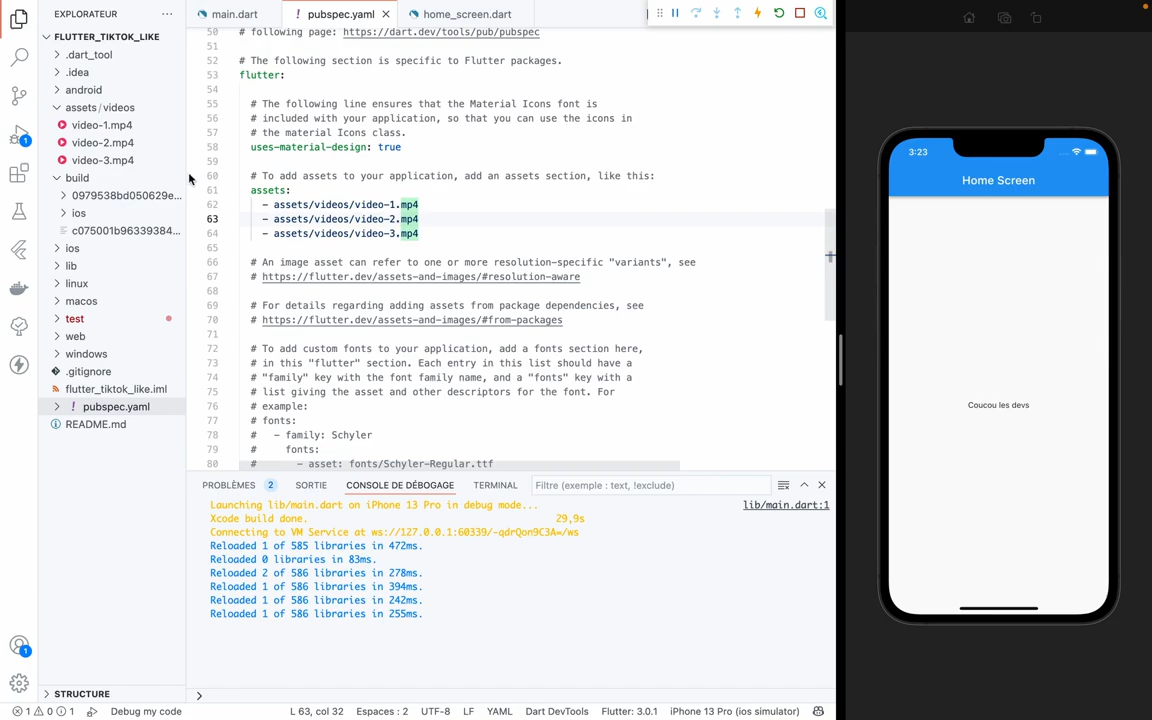 EXPLORATEUR
FLUTTER_TIKTOK_LIKE
.dart_tool
.idea
android
assets/videos
video-1.mp4
video-2.mp4
video-3.mp4
build
0979538bd050629e...
ios
c075001b96339384...
ios
lib
linux
macos
test
web
windows
.gitignore
flutter_tiktok_like.iml
! pubspec.yaml
README.md
STRUCTURE
1
1
main.dart
! pubspec.yaml
home_screen.dart
50 # following page: https://dart.dev/tools/pub/pubspec
51
52 # The following section is specific to Flutter packages.
53 flutter:
54
55 # The following line ensures that the Material Icons font is
56 # included with your application, so that you can use the icons in
57 # the material Icons class.
58 uses-material-design: true
59
60 # To add assets to your application, add an assets section, like this:
61 assets:
62 - assets/videos/video-1.mp4
63 - assets/videos/video-2.mp4
64 - assets/videos/video-3.mp4
65
66 # An image asset can refer to one or more resolution-specific "variants", see
67 # https://flutter.dev/assets-and-images/#resolution-aware
68
69 # For details regarding adding assets from package dependencies, see
70 # https://flutter.dev/assets-and-images/#from-packages
71
72 # To add custom fonts to your application, add a fonts section here,
73 # in this "flutter" section. Each entry in this list should have a
74 # "family" key with the font family name, and a "fonts" key with a
75 # list giving the asset and other descriptors for the font. For
76 # example:
77 # fonts:
78 # - family: Schyler
79 # fonts:
80 # - asset: fonts/Schyler-Regular.ttf
PROBLÈMES 2 SORTIE CONSOLE DE DÉBOGAGE TERMINAL Filtre (exemple : text, !exclude)
Launching lib/main.dart on iPhone 13 Pro in debug mode... lib/main.dart:1
Xcode build done. 29,9s
Connecting to VM Service at ws://127.0.0.1:60339/-qdrQon9C3A=/ws
Reloaded 1 of 585 libraries in 472ms.
Reloaded 0 libraries in 83ms.
Reloaded 2 of 586 libraries in 278ms.
Reloaded 1 of 586 libraries in 394ms.
Reloaded 1 of 586 libraries in 242ms.
Reloaded 1 of 586 libraries in 255ms.
1 0 1 Debug my code L 63, col 32 Espaces : 2 UTF-8 LF YAML Dart DevTools Flutter: 3.0.1 iPhone 13 Pro (ios simulator)
3:23
Home Screen
Coucou les devs